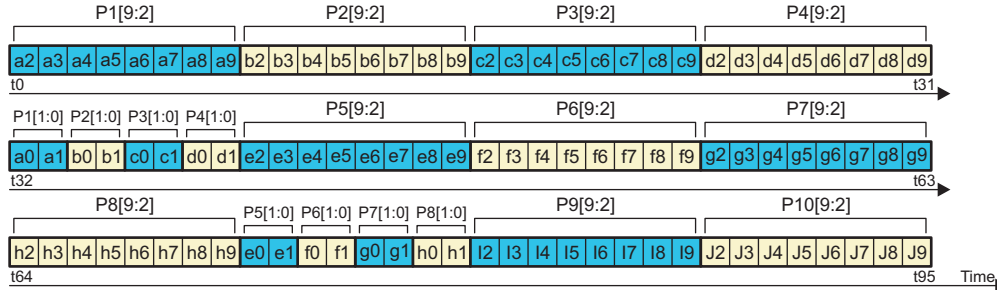 P1[9:2] P2[9:2] P3[9:2] P4[9:2]
a2 a3 a4 a5 a6 a7 a8 a9 b2 b3 b4 b5 b6 b7 b8 b9 c2 c3 c4 c5 c6 c7 c8 c9 d2 d3 d4 d5 d6 d7 d8 d9
t0 t31
P1[1:0] P2[1:0] P3[1:0] P4[1:0] P5[9:2] P6[9:2] P7[9:2]
a0 a1 b0 b1 c0 c1 d0 d1 e2 e3 e4 e5 e6 e7 e8 e9 f2 f3 f4 f5 f6 f7 f8 f9 g2 g3 g4 g5 g6 g7 g8 g9
t32 t63
P8[9:2] P5[1:0] P6[1:0] P7[1:0] P8[1:0] P9[9:2] P10[9:2]
h2 h3 h4 h5 h6 h7 h8 h9 e0 e1 f0 f1 g0 g1 h0 h1 I2 I3 I4 I5 I6 I7 I8 I9 J2 J3 J4 J5 J6 J7 J8 J9
t64 t95 Time